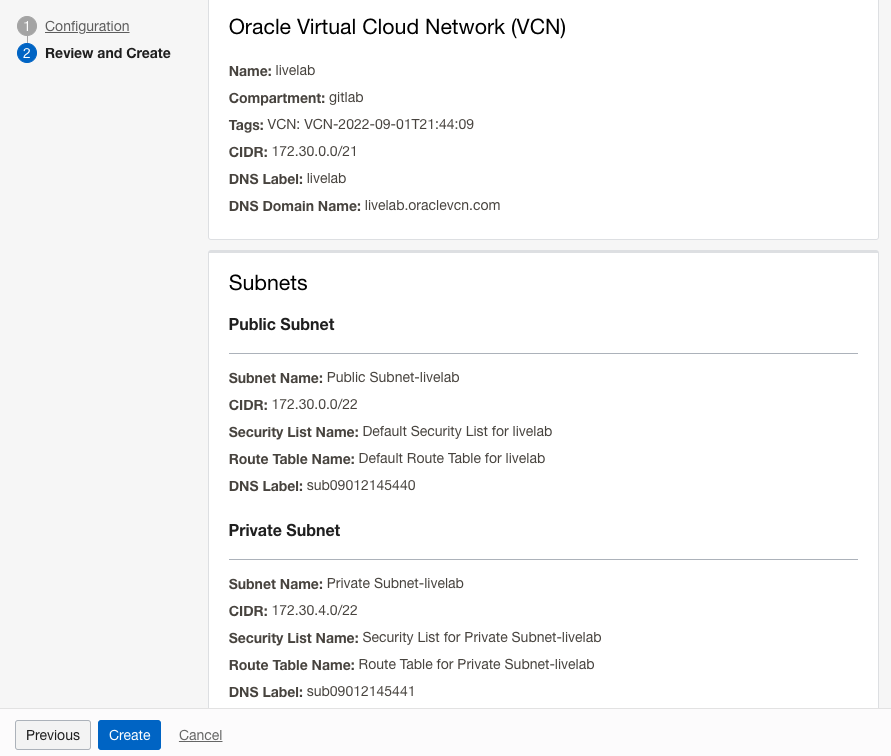 1 Configuration
2 Review and Create
Oracle Virtual Cloud Network (VCN)
Name: livelab
Compartment: gitlab
Tags: VCN: VCN-2022-09-01T21:44:09
CIDR: 172.30.0.0/21
DNS Label: livelab
DNS Domain Name: livelab.oraclevcn.com
Subnets
Public Subnet
Subnet Name: Public Subnet-livelab
CIDR: 172.30.0.0/22
Security List Name: Default Security List for livelab
Route Table Name: Default Route Table for livelab
DNS Label: sub09012145440
Private Subnet
Subnet Name: Private Subnet-livelab
CIDR: 172.30.4.0/22
Security List Name: Security List for Private Subnet-livelab
Route Table Name: Route Table for Private Subnet-livelab
DNS Label: sub09012145441
Previous Create Cancel